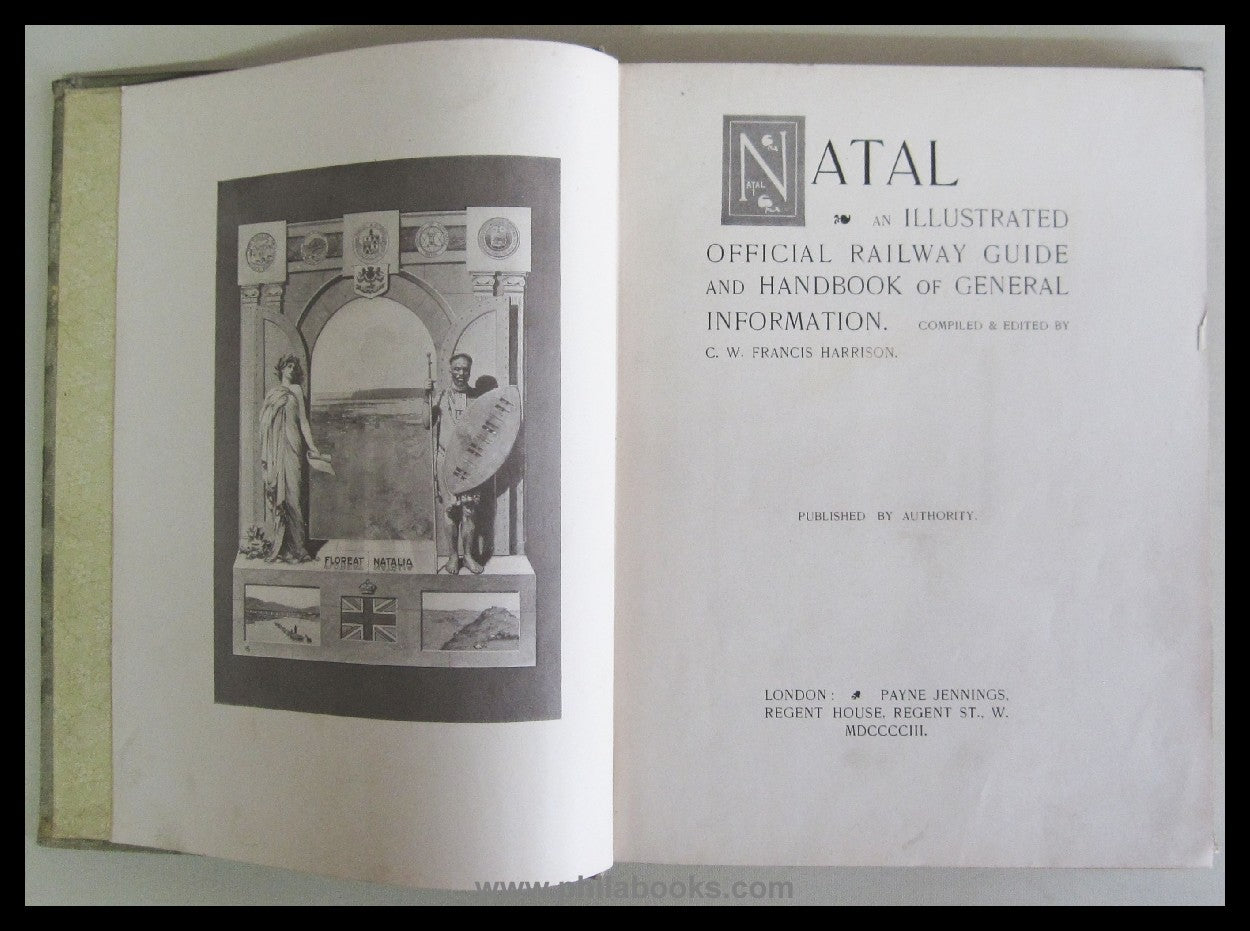 FLOREAT NATALIA
NATAL
AN ILLUSTRATED
OFFICIAL RAILWAY GUIDE
AND HANDBOOK OF GENERAL
INFORMATION. COMPILED & EDITED BY
C. W. FRANCIS HARRISON.
PUBLISHED BY AUTHORITY.
LONDON: PAYNE JENNINGS,
REGENT HOUSE, REGENT ST., W.
MDCCCCIII.
www.philabooks.com